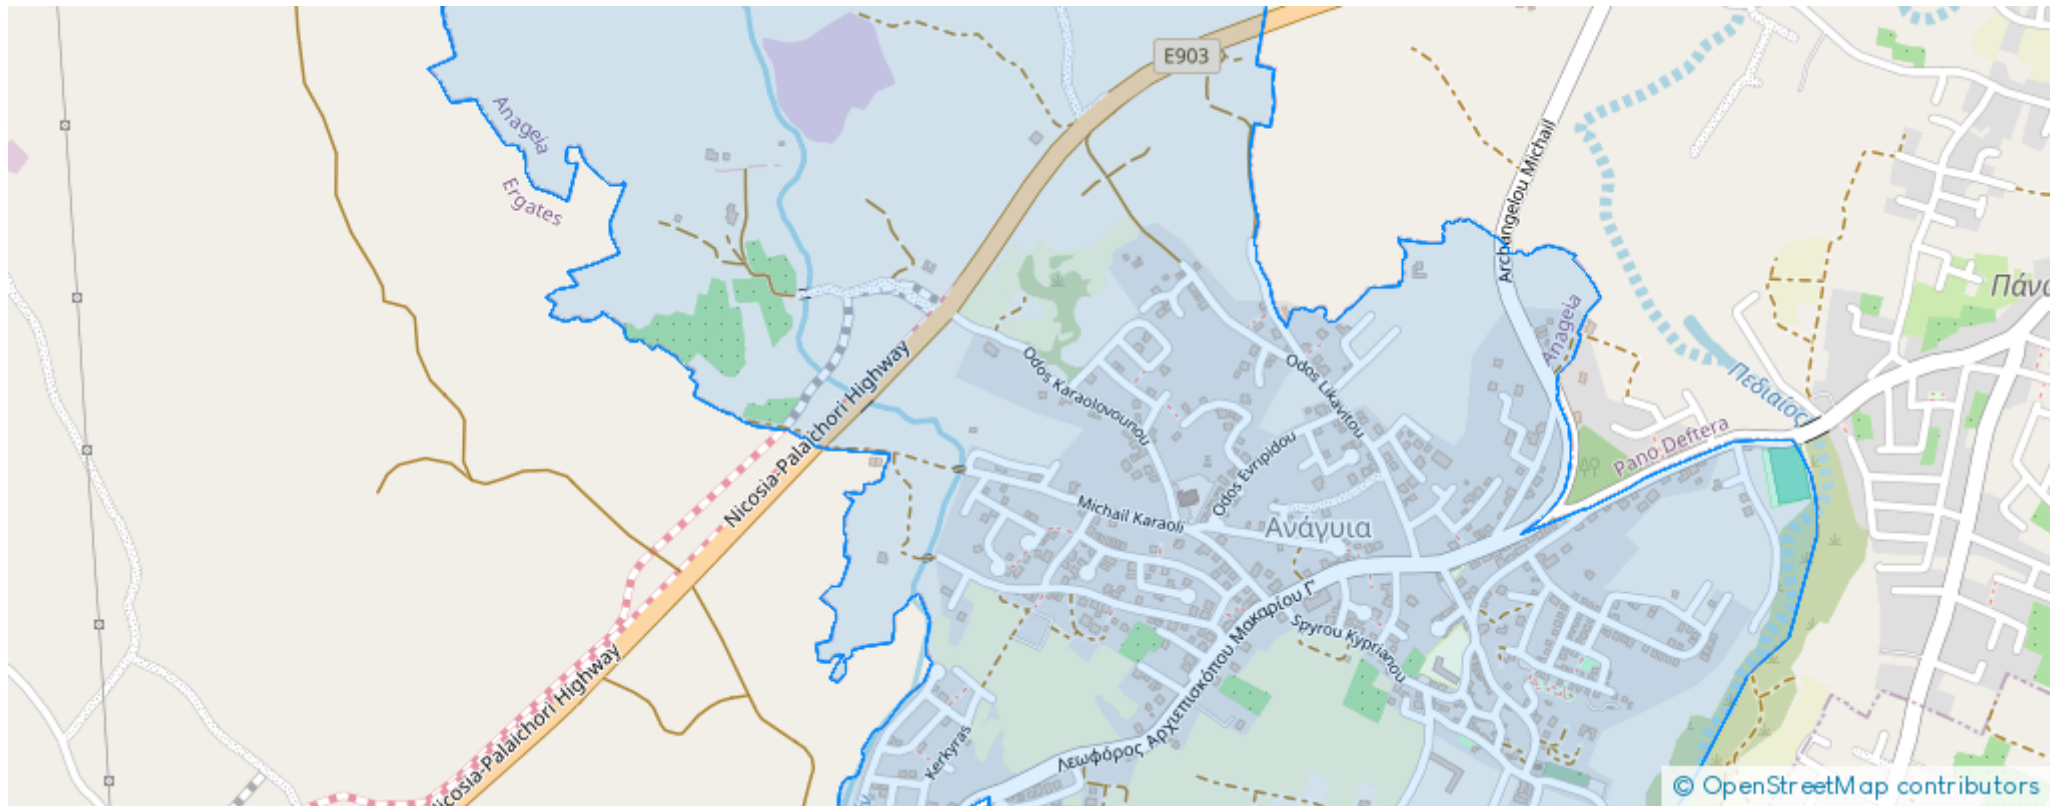 E903
Anageia
Ergates
Archangelou Michail
Πάνο
Anageia
Πεδιαίος
Odos Karaolovounou
Odos Likavitou
Nicosia-Palaichori Highway
Pano Deftera
Odos Evripidou
Michail Karaoli
Ανάγυια
Λεωφόρος Αρχιεπισκόπου Μακαρίου Γ'
Spyrou Kyprianou
Nicosia-Palaichori Highway
Kerkyras
© OpenStreetMap contributors